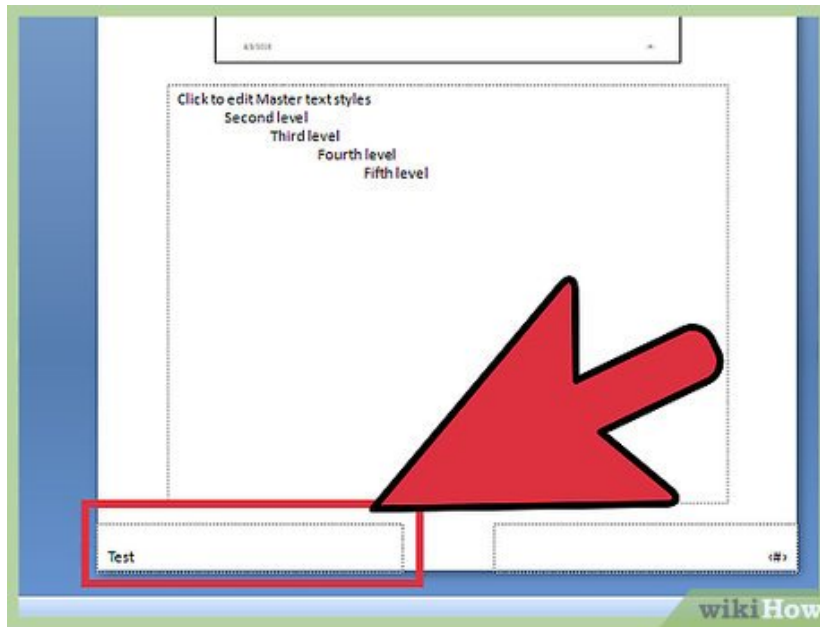 Click to edit Master text styles
Second level
Third level
Fourth level
Fifth level
Test
‹#›
wikiHow